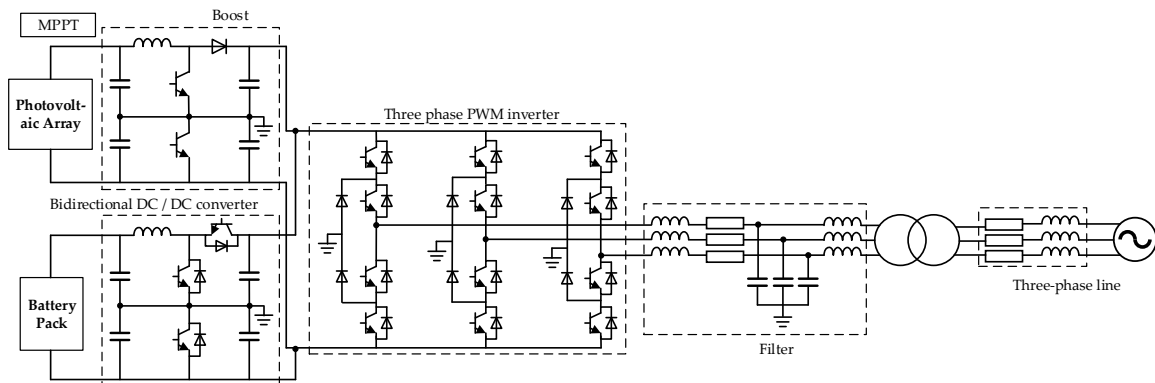 MPPT
Boost
Photovolt-
aic Array
Three phase PWM inverter
Bidirectional DC / DC converter
Battery
Pack
Three-phase line
Filter